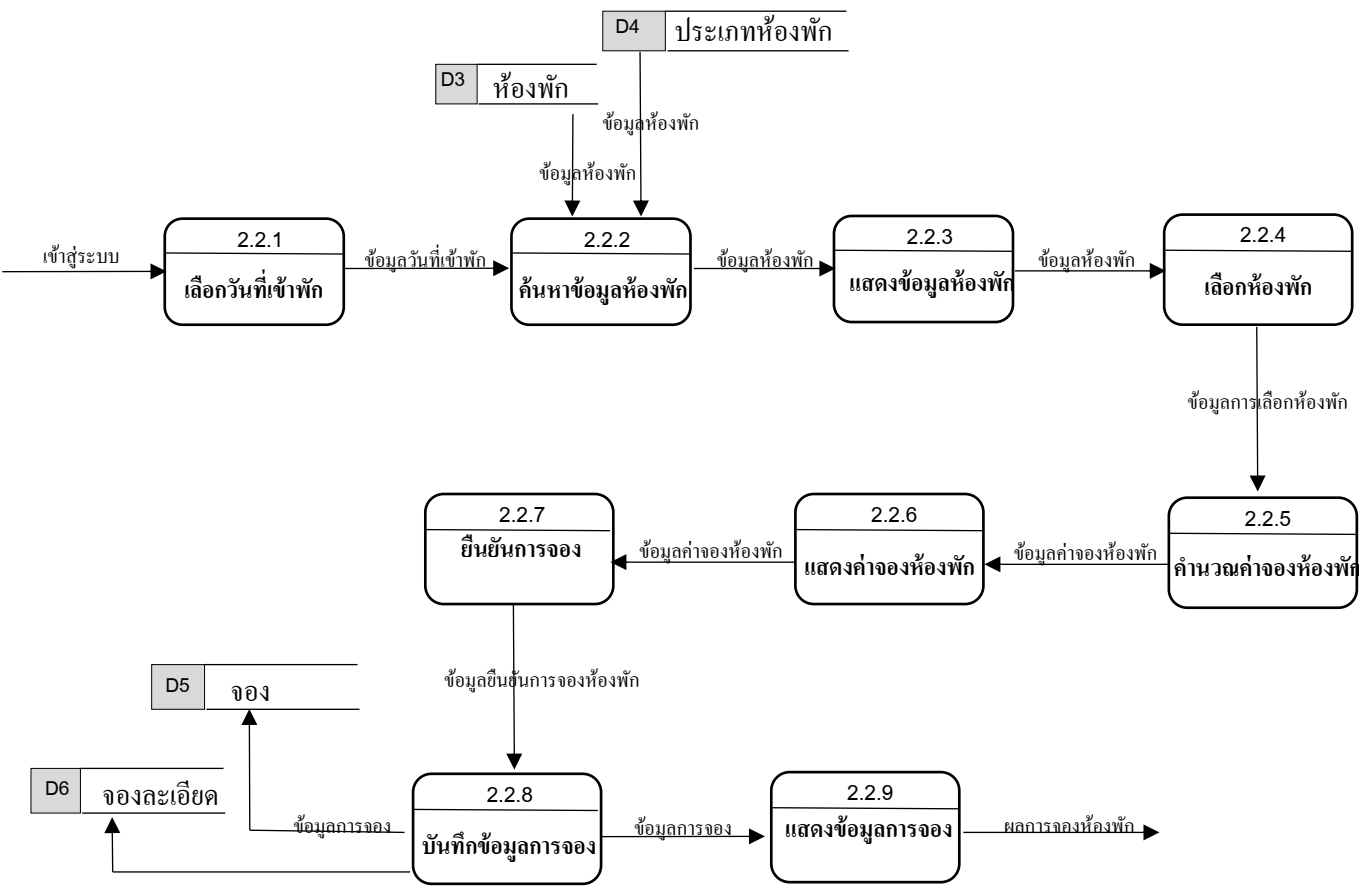 D4 ประเภทห้องพัก
D3 ห้องพัก
ข้อมูลห้องพัก
ข้อมูลห้องพัก
เข้าสู่ระบบ
2.2.1
เลือกวันที่เข้าพัก
ข้อมูลวันที่เข้าพัก
2.2.2
ค้นหาข้อมูลห้องพัก
ข้อมูลห้องพัก
2.2.3
แสดงข้อมูลห้องพัก
ข้อมูลห้องพัก
2.2.4
เลือกห้องพัก
ข้อมูลการเลือกห้องพัก
2.2.5
คำนวณค่าจองห้องพัก
ข้อมูลค่าจองห้องพัก
2.2.6
แสดงค่าจองห้องพัก
ข้อมูลค่าจองห้องพัก
2.2.7
ยืนยันการจอง
ข้อมูลยืนยันการจองห้องพัก
D5 จอง
D6 จองละเอียด
ข้อมูลการจอง
2.2.8
บันทึกข้อมูลการจอง
ข้อมูลการจอง
2.2.9
แสดงข้อมูลการจอง
ผลการจองห้องพัก